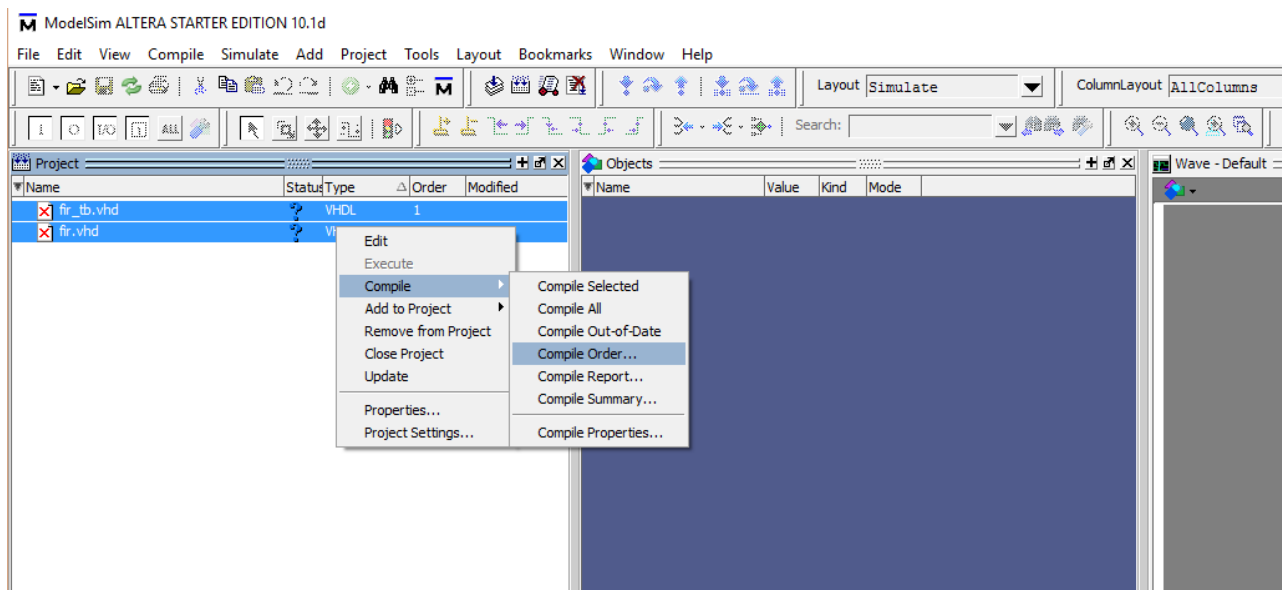 ModelSim ALTERA STARTER EDITION 10.1d
File Edit View Compile Simulate Add Project Tools Layout Bookmarks Window Help
Layout Simulate ColumnLayout AllColumns
Search:
Project Objects Wave - Default
Name Status Type Order Modified Name Value Kind Mode
fir_tb.vhd VHDL 1
fir.vhd
Edit
Execute
Compile Compile Selected
Add to Project Compile All
Remove from Project Compile Out-of-Date
Close Project Compile Order...
Update Compile Report...
Compile Summary...
Properties...
Project Settings... Compile Properties...